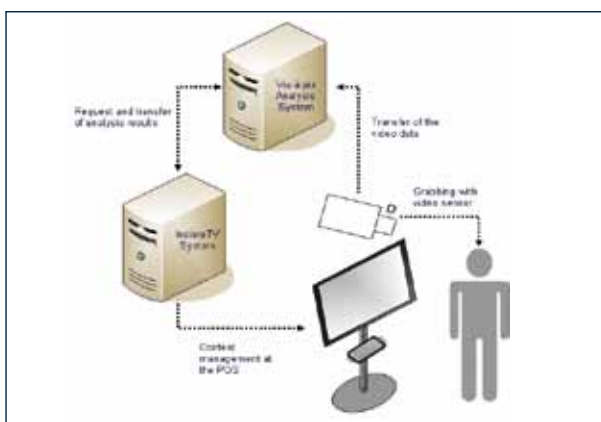 Analysis
System
Request and transfer
of analysis results
Transfer of the
video data
Grabbing with
video sensor
InstoreTV
System
Content
management at
the POS